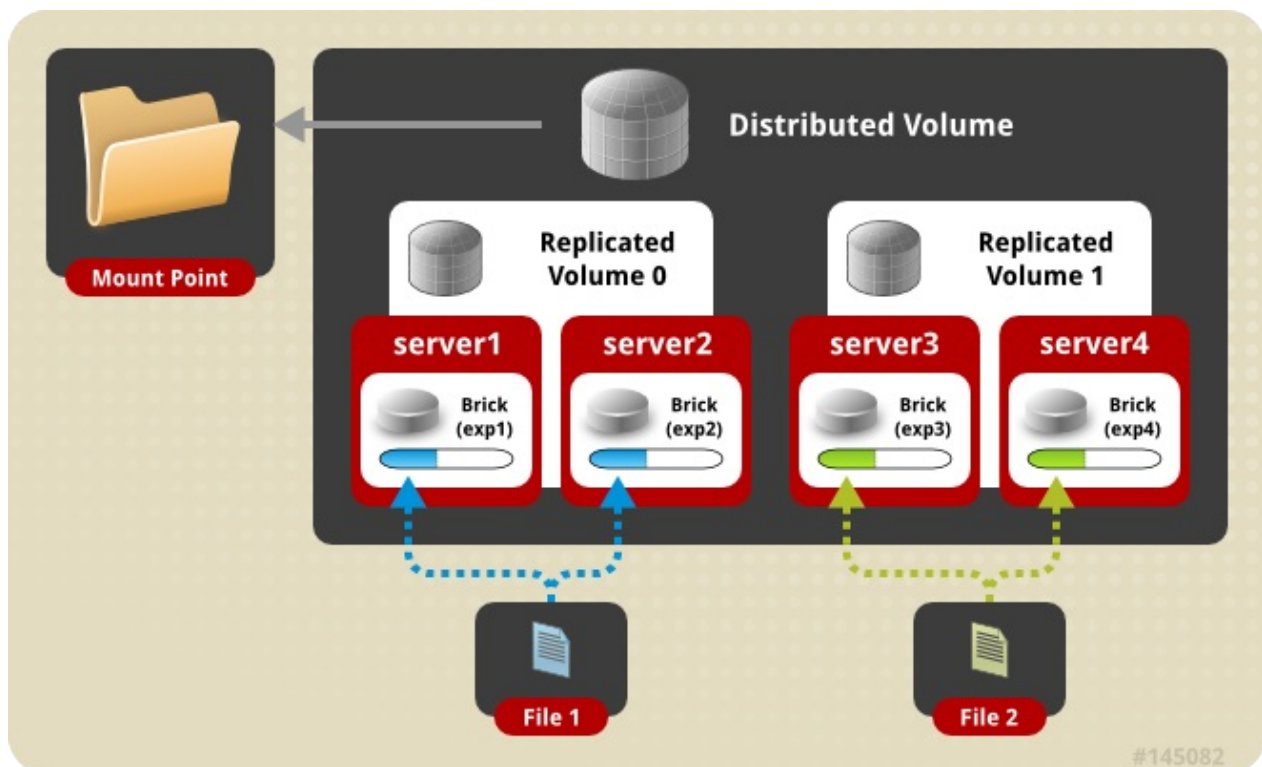 Distributed Volume
Mount Point
Replicated
Volume 0
Replicated
Volume 1
server1
server2
server3
server4
Brick
(exp1)
Brick
(exp2)
Brick
(exp3)
Brick
(exp4)
File 1
File 2
#145082